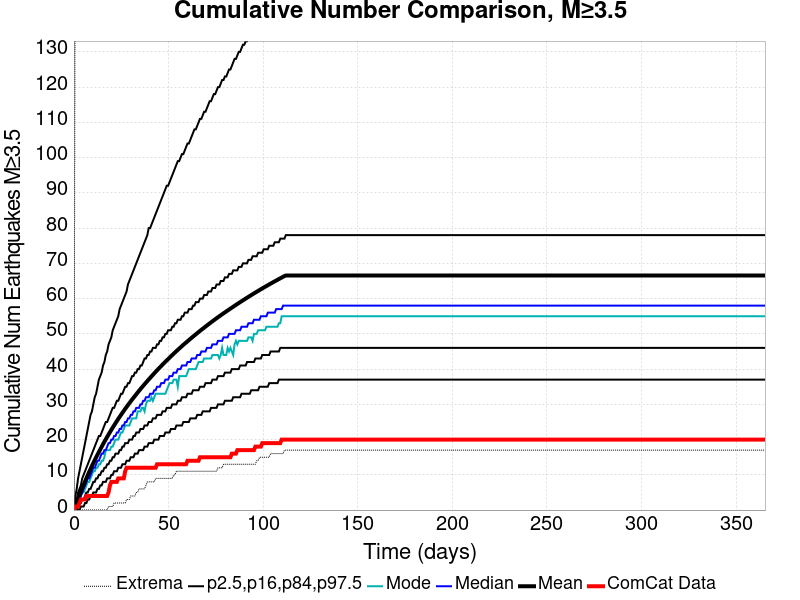 Cumulative Number Comparison, M≥3.5
Cumulative Num Earthquakes M≥3.5
130
120
110
100
90
80
70
60
50
40
30
20
10
0
0 50 100 150 200 250 300 350
Time (days)
Extrema p2.5,p16,p84,p97.5 Mode Median Mean ComCat Data